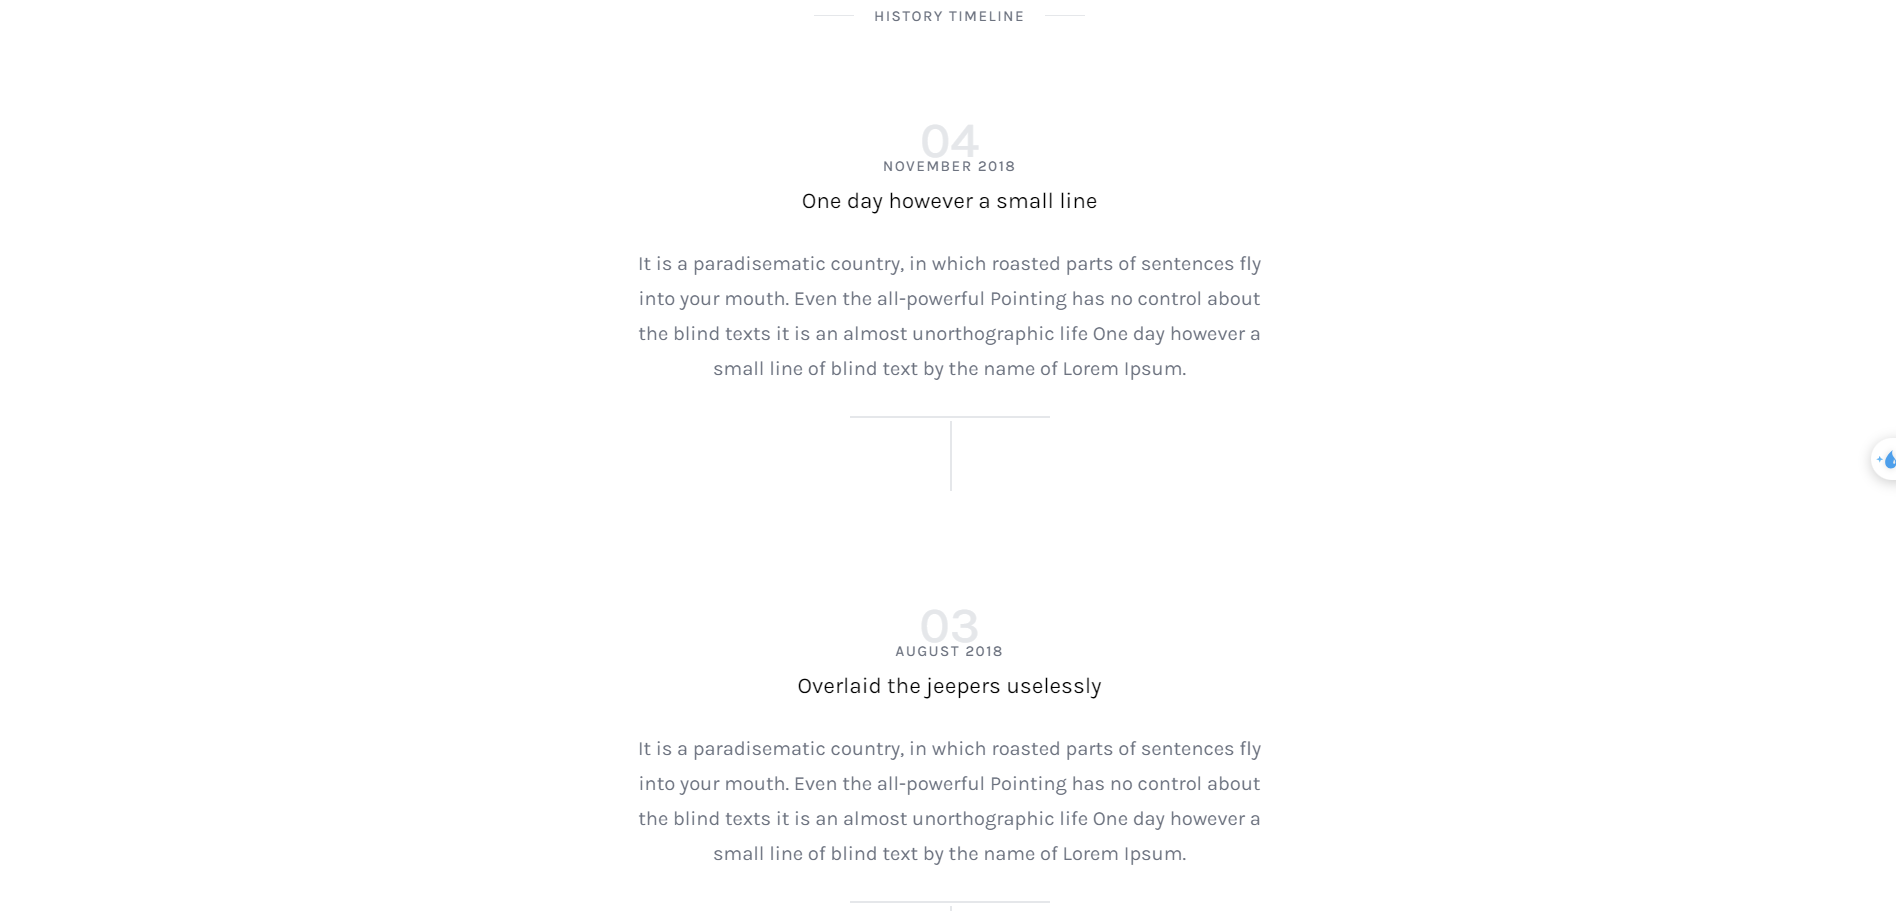 HISTORY TIMELINE
04
NOVEMBER 2018
One day however a small line
It is a paradisematic country, in which roasted parts of sentences fly
into your mouth. Even the all-powerful Pointing has no control about
the blind texts it is an almost unorthographic life One day however a
small line of blind text by the name of Lorem Ipsum.
03
AUGUST 2018
Overlaid the jeepers uselessly
It is a paradisematic country, in which roasted parts of sentences fly
into your mouth. Even the all-powerful Pointing has no control about
the blind texts it is an almost unorthographic life One day however a
small line of blind text by the name of Lorem Ipsum.